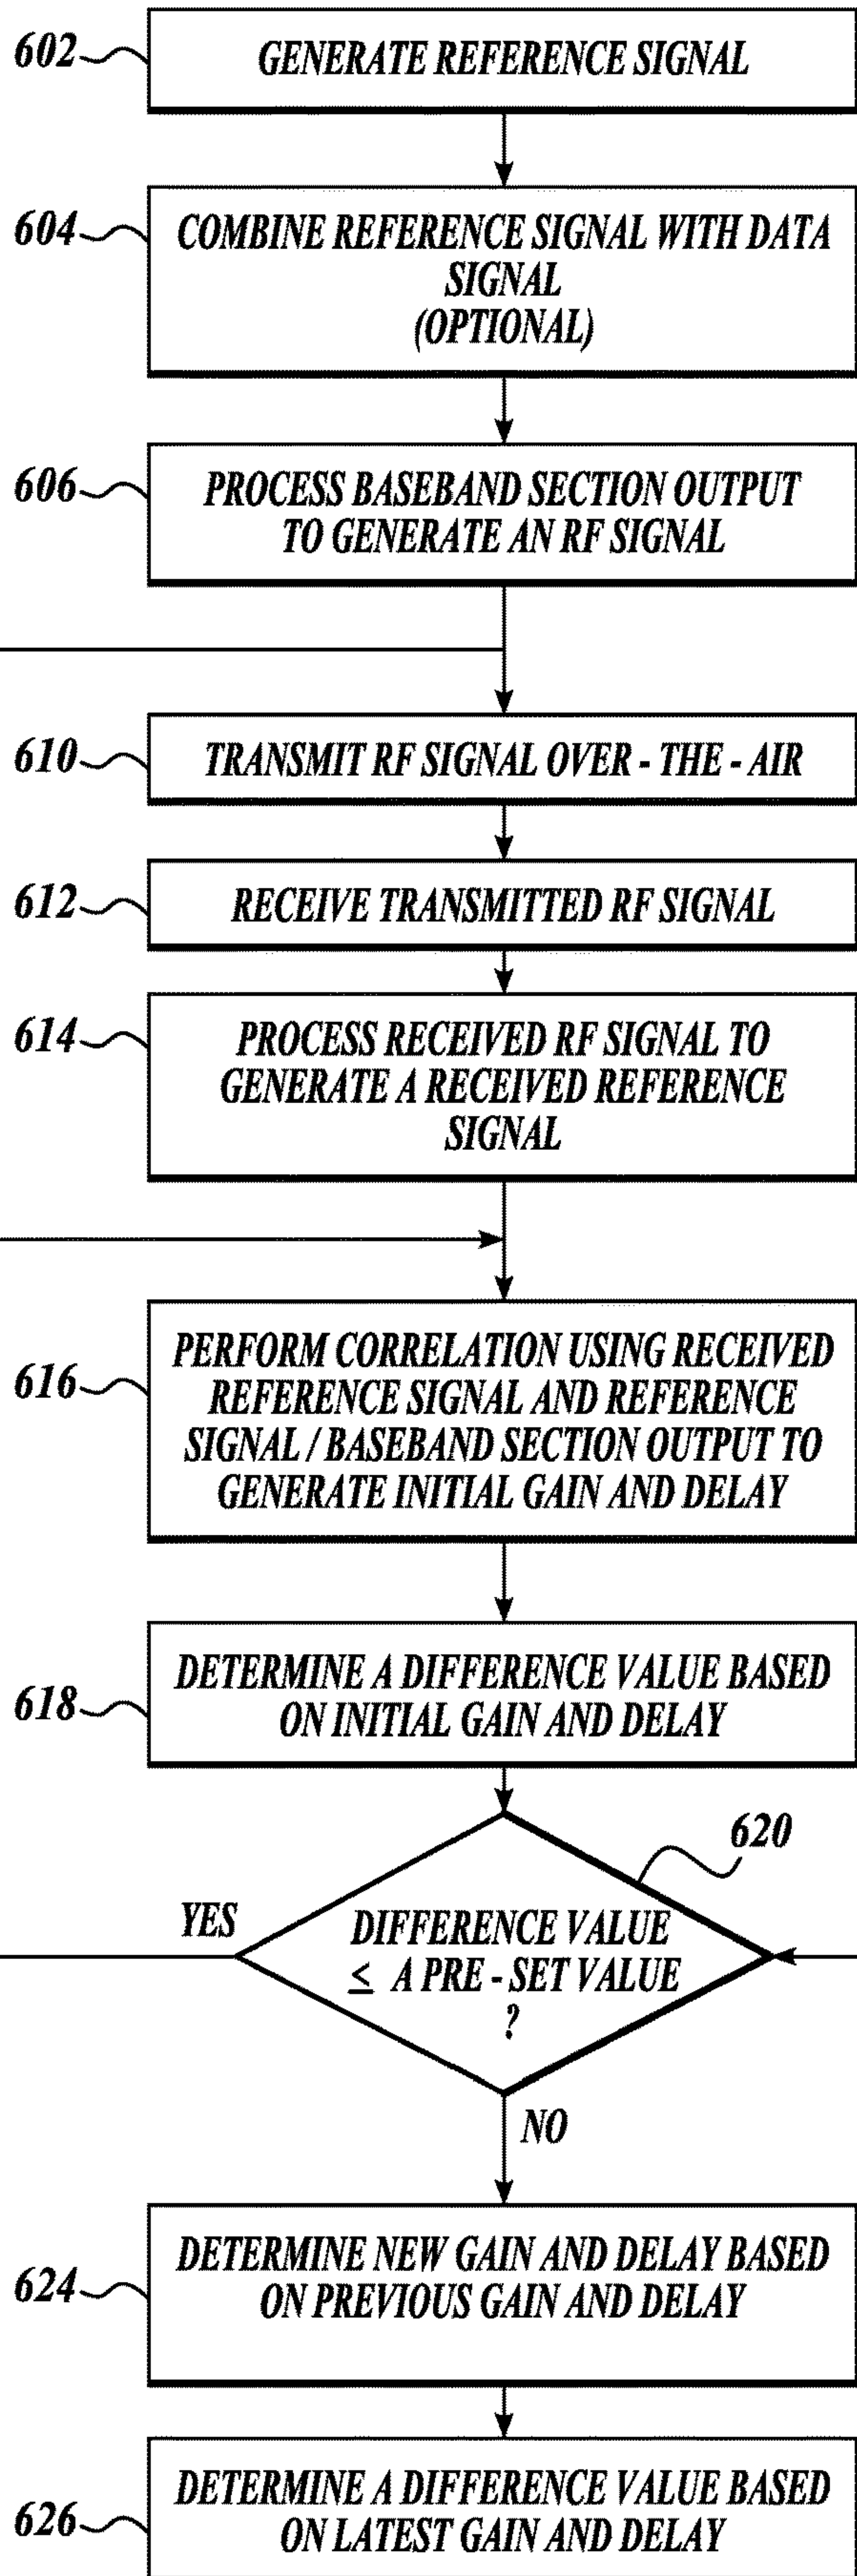 602
GENERATE REFERENCE SIGNAL
604
COMBINE REFERENCE SIGNAL WITH DATA
SIGNAL
(OPTIONAL)
606
PROCESS BASEBAND SECTION OUTPUT
TO GENERATE AN RF SIGNAL
610
TRANSMIT RF SIGNAL OVER - THE - AIR
612
RECEIVE TRANSMITTED RF SIGNAL
614
PROCESS RECEIVED RF SIGNAL TO
GENERATE A RECEIVED REFERENCE
SIGNAL
616
PERFORM CORRELATION USING RECEIVED
REFERENCE SIGNAL AND REFERENCE
SIGNAL / BASEBAND SECTION OUTPUT TO
GENERATE INITIAL GAIN AND DELAY
618
DETERMINE A DIFFERENCE VALUE BASED
ON INITIAL GAIN AND DELAY
620
YES
DIFFERENCE VALUE
≤ A PRE - SET VALUE
?
NO
624
DETERMINE NEW GAIN AND DELAY BASED
ON PREVIOUS GAIN AND DELAY
626
DETERMINE A DIFFERENCE VALUE BASED
ON LATEST GAIN AND DELAY